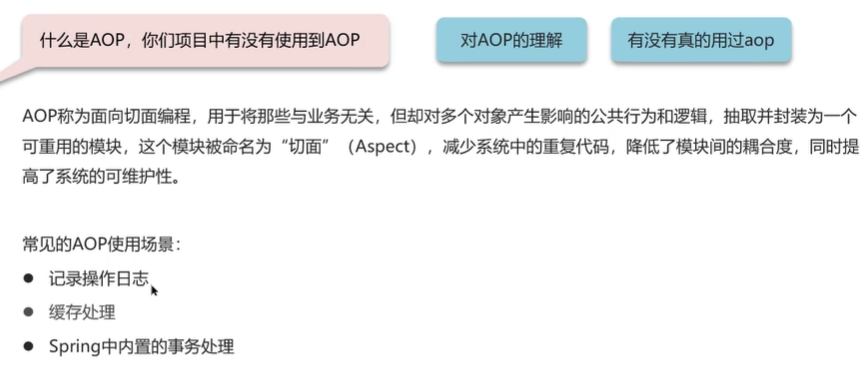 什么是AOP，你们项目中有没有使用到AOP
对AOP的理解
有没有真的用过aop
AOP称为面向切面编程，用于将那些与业务无关，但却对多个对象产生影响的公共行为和逻辑，抽取并封装为一个
可重用的模块，这个模块被命名为“切面”（Aspect），减少系统中的重复代码，降低了模块间的耦合度，同时提
高了系统的可维护性。
常见的AOP使用场景：
● 记录操作日志
● 缓存处理
● Spring中内置的事务处理